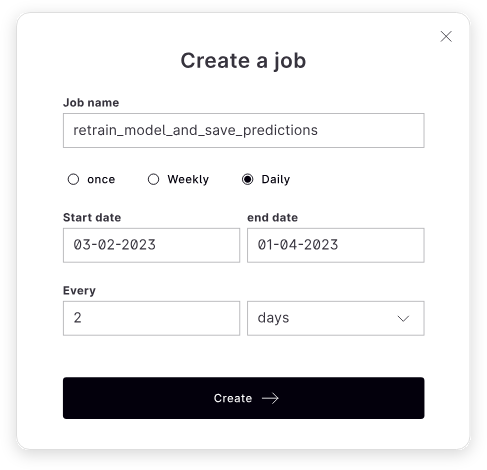 Create a job
Job name
retrain_model_and_save_predictions
once Weekly Daily
Start date end date
03-02-2023 01-04-2023
Every
2 days
Create